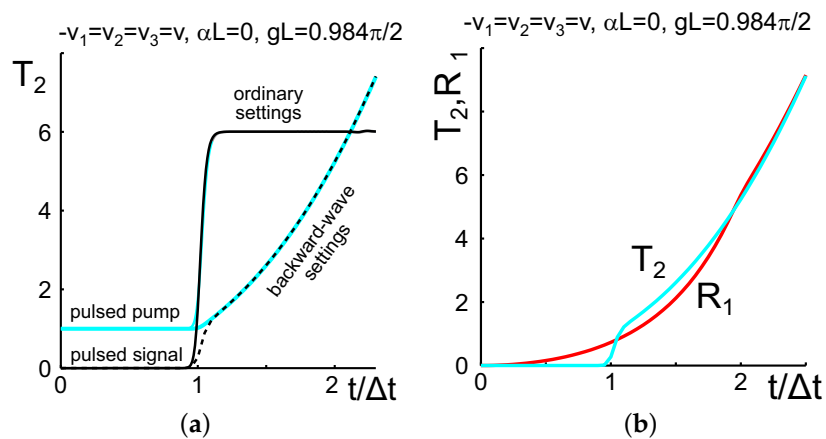 -v₁=v₂=v₃=v, αL=0, gL=0.984π/2
T₂
ordinary
settings
6
4
backward-wave
settings
2
pulsed pump
pulsed signal
0
0 1 2 t/Δt
(a)
-v₁=v₂=v₃=v, αL=0, gL=0.984π/2
T₂,R₁
6
4
T₂
R₁
2
0
0 1 2 t/Δt
(b)